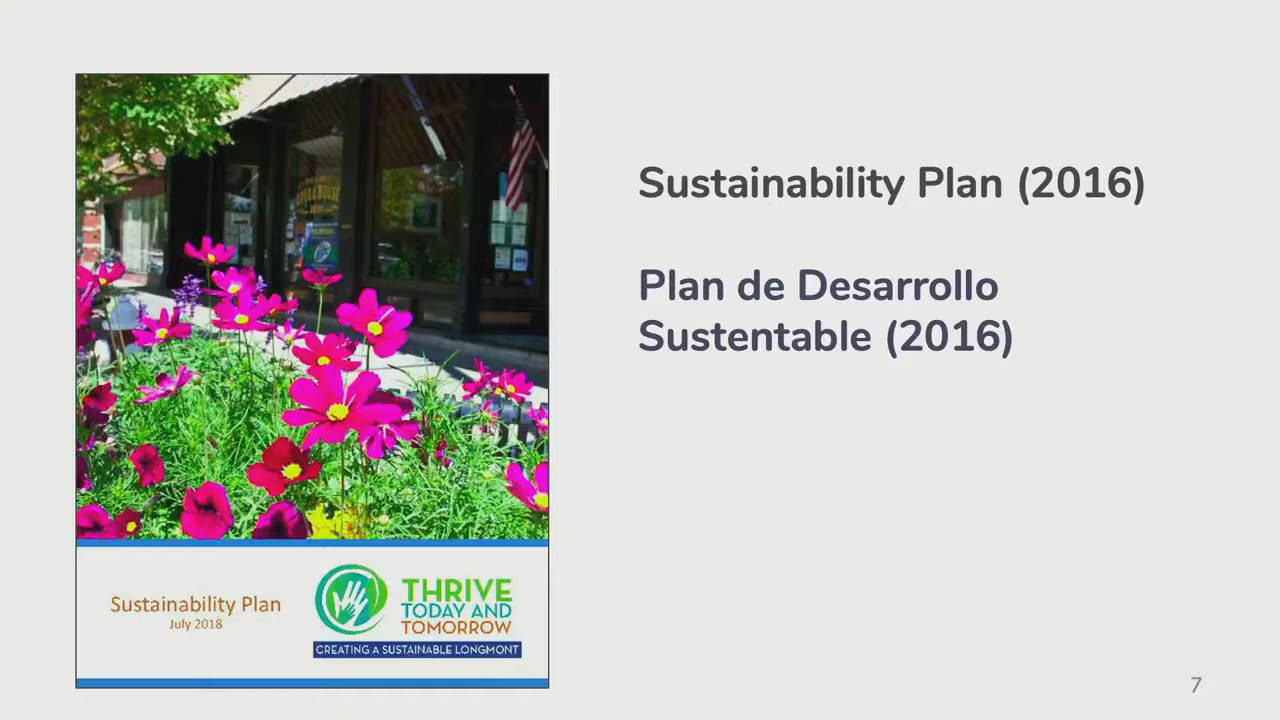 Sustainability Plan (2016)
Plan de Desarrollo
Sustentable (2016)
Sustainability Plan
July 2018
THRIVE
TODAY AND
TOMORROW
CREATING A SUSTAINABLE LONGMONT
7